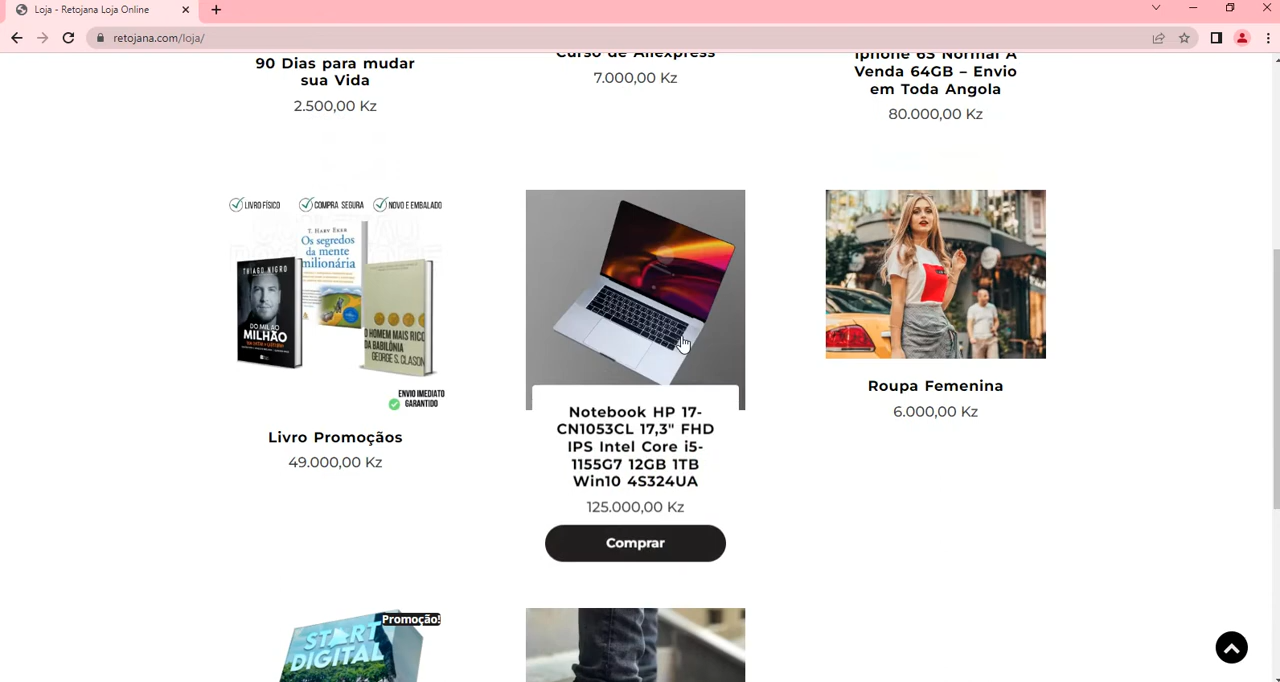 Loja - Retojana Loja Online
retojana.com/loja/
90 Dias para mudar
sua Vida
2.500,00 Kz
Curso de Aliexpress
7.000,00 Kz
Iphone 6S Normal A
Venda 64GB – Envio
em Toda Angola
80.000,00 Kz
LIVRO FÍSICO
COMPRA SEGURA
NOVO E EMBALADO
T. HARV EKER
Os segredos
da mente
milionária
THIAGO NIGRO
DO MIL AO
MILHÃO
O HOMEM MAIS RICO
DA BABILÔNIA
GEORGE S. CLASON
ENVIO IMEDIATO
GARANTIDO
Livro Promoçãos
49.000,00 Kz
Notebook HP 17-
CN1053CL 17,3" FHD
IPS Intel Core i5-
1155G7 12GB 1TB
Win10 4S324UA
125.000,00 Kz
Comprar
Roupa Feminina
6.000,00 Kz
Promoção!
START
DIGITAL